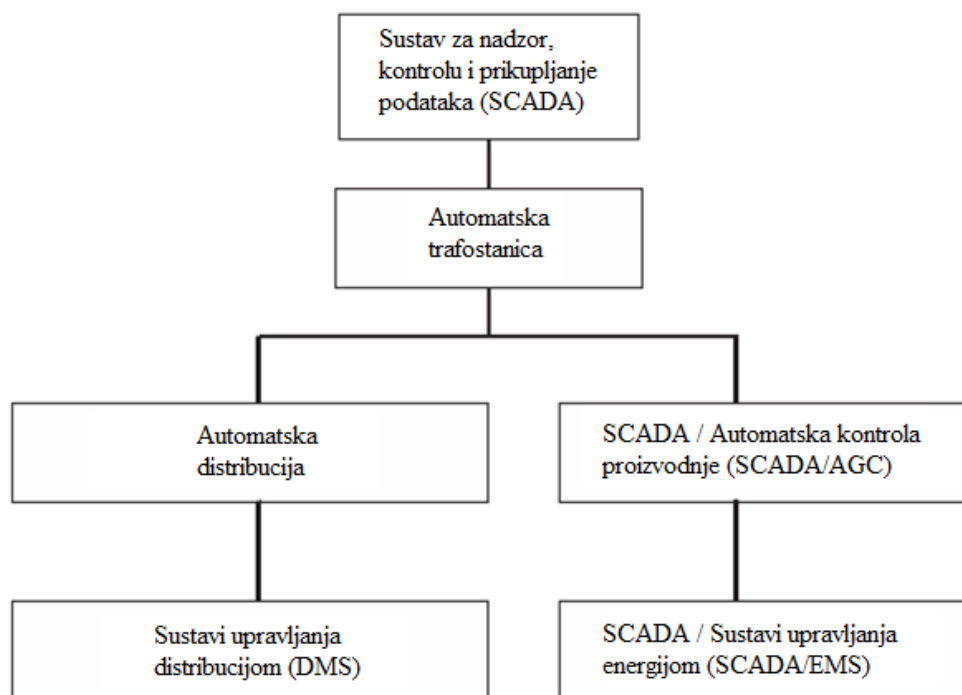 Sustav za nadzor,
kontrolu i prikupljanje
podataka (SCADA)
Automatska
trafostanica
Automatska
distribucija
SCADA / Automatska kontrola
proizvodnje (SCADA/AGC)
Sustavi upravljanja
distribucijom (DMS)
SCADA / Sustavi upravljanja
energijom (SCADA/EMS)